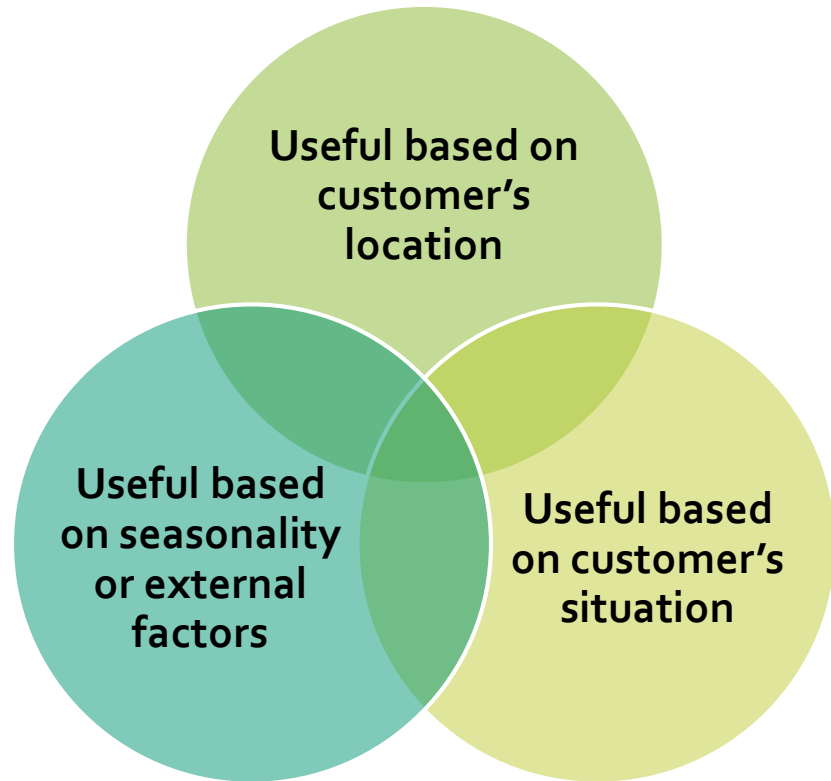 Useful based on
customer’s
location
Useful based
on seasonality
or external
factors
Useful based
on customer’s
situation